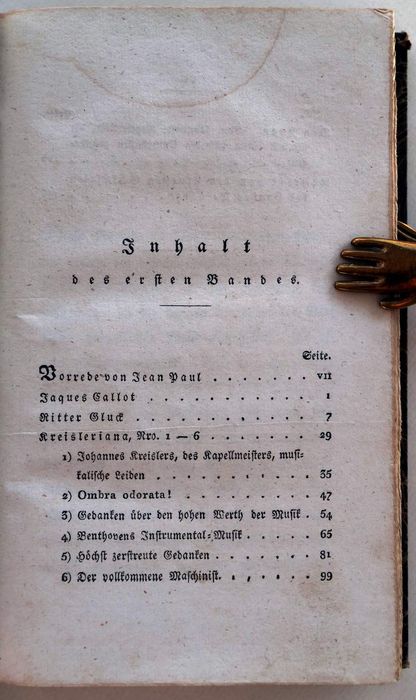 Inhalt
des ersten Bandes.
Seite.
Vorrede von Jean Paul . . . . . . . VII
Jaques Callot . . . . . . . . . . 1
Ritter Gluck . . . . . . . . . . 7
Kreisleriana, Nro. 1 — 6 . . . . . . . 29
1) Johannes Kreislers, des Kapellmeisters, musi-
kalische Leiden . . . . . . . . . 35
2) Ombra odorata! . . . . . . . . 47
3) Gedanken über den hohen Werth der Musik . 54
4) Beethovens Instrumental-Musik . . . . 65
5) Höchst zerstreute Gedanken . . . . . . 81
6) Der vollkommene Maschinist. . . . . . 99